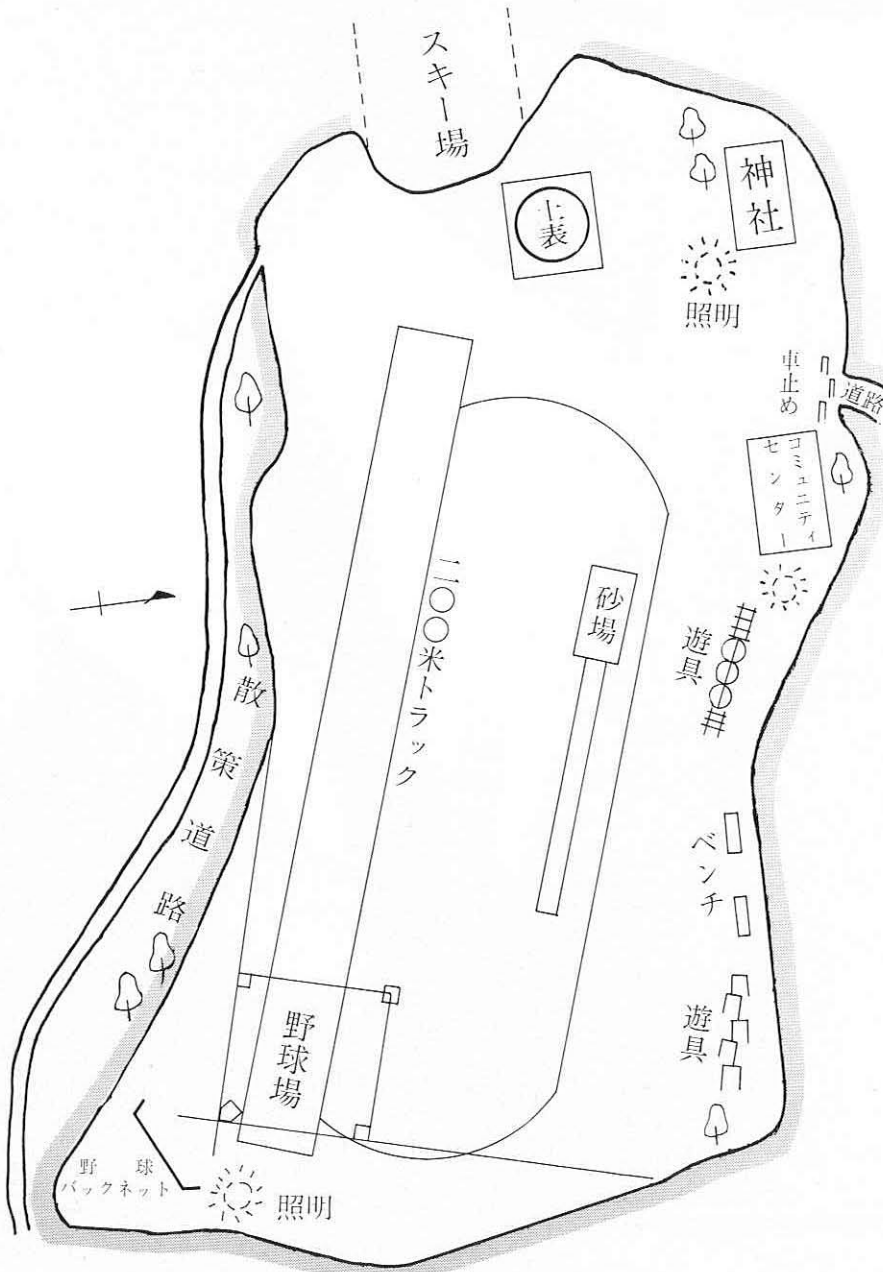 スキー場
神社
土表
照明
車止め
道路
コミュニティ
センター
二〇〇米トラック
砂場
遊具
散策道路
ベンチ
遊具
野球場
野球
バックネット
照明